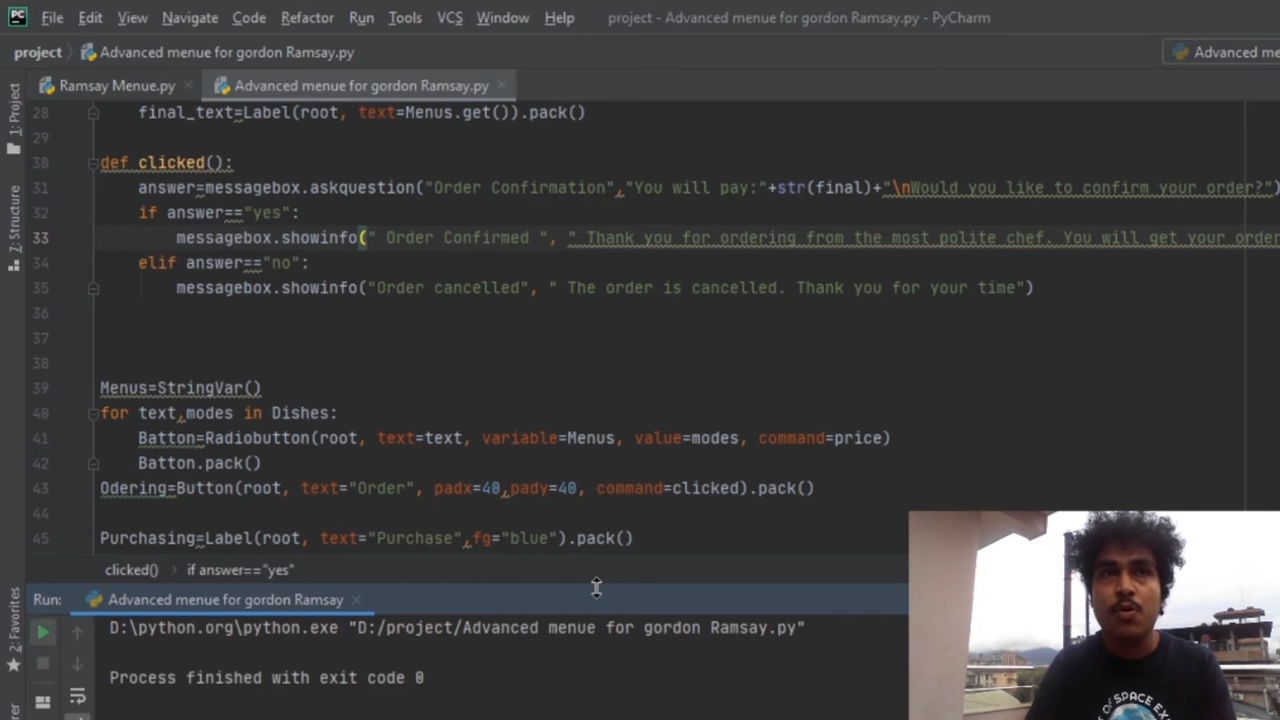 PC File Edit View Navigate Code Refactor Run Tools VCS Window Help project - Advanced menue for gordon Ramsay.py - PyCharm
project Advanced menue for gordon Ramsay.py Advanced me
Ramsay Menue.py Advanced menue for gordon Ramsay.py
1: Project
7: Structure
2: Favorites
28 final_text=Label(root, text=Menus.get()).pack()
29
30 def clicked():
31 answer=messagebox.askquestion("Order Confirmation","You will pay:"+str(final)+"\nWould you like to confirm your order?")
32 if answer=="yes":
33 messagebox.showinfo(" Order Confirmed ", " Thank you for ordering from the most polite chef. You will get your order
34 elif answer=="no":
35 messagebox.showinfo("Order cancelled", " The order is cancelled. Thank you for your time")
36
37
38
39 Menus=StringVar()
40 for text,modes in Dishes:
41 Batton=Radiobutton(root, text=text, variable=Menus, value=modes, command=price)
42 Batton.pack()
43 Odering=Button(root, text="Order", padx=40,pady=40, command=clicked).pack()
44
45 Purchasing=Label(root, text="Purchase",fg="blue").pack()
clicked() if answer=="yes"
Run: Advanced menue for gordon Ramsay
D:\python.org\python.exe "D:/project/Advanced menue for gordon Ramsay.py"
Process finished with exit code 0
OF SPACE